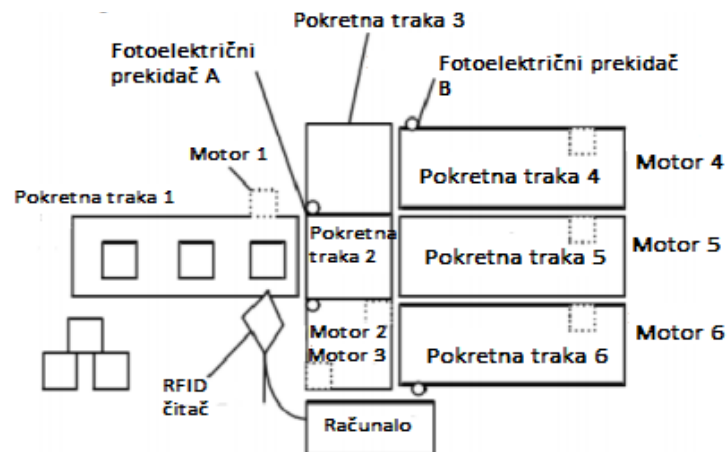 Pokretna traka 3
Fotoelektrični
prekidač A
Fotoelektrični prekidač
B
Motor 1
Pokretna traka 1
Pokretna traka 4
Motor 4
Pokretna
traka 2
Pokretna traka 5
Motor 5
Motor 2
Motor 3
Pokretna traka 6
Motor 6
RFID
čitač
Računalo